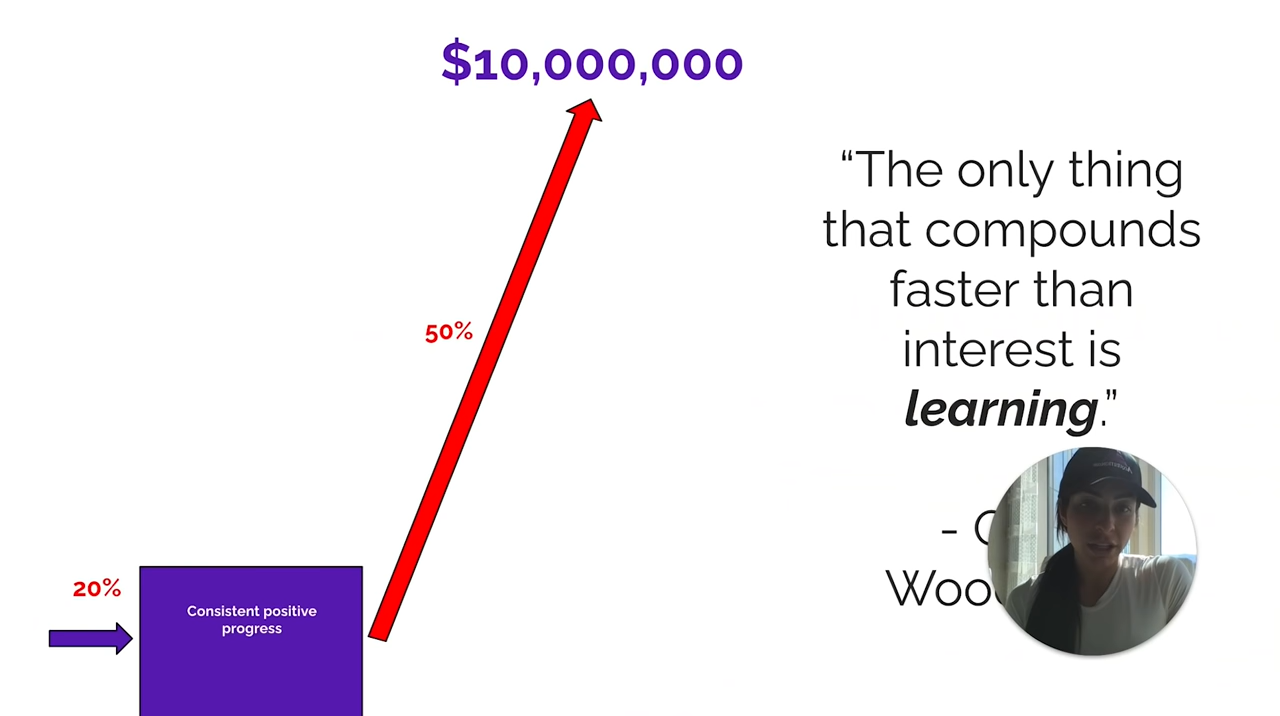 $10,000,000
50%
20%
Consistent positive
progress
“The only thing
that compounds
faster than
interest is
learning.”
-